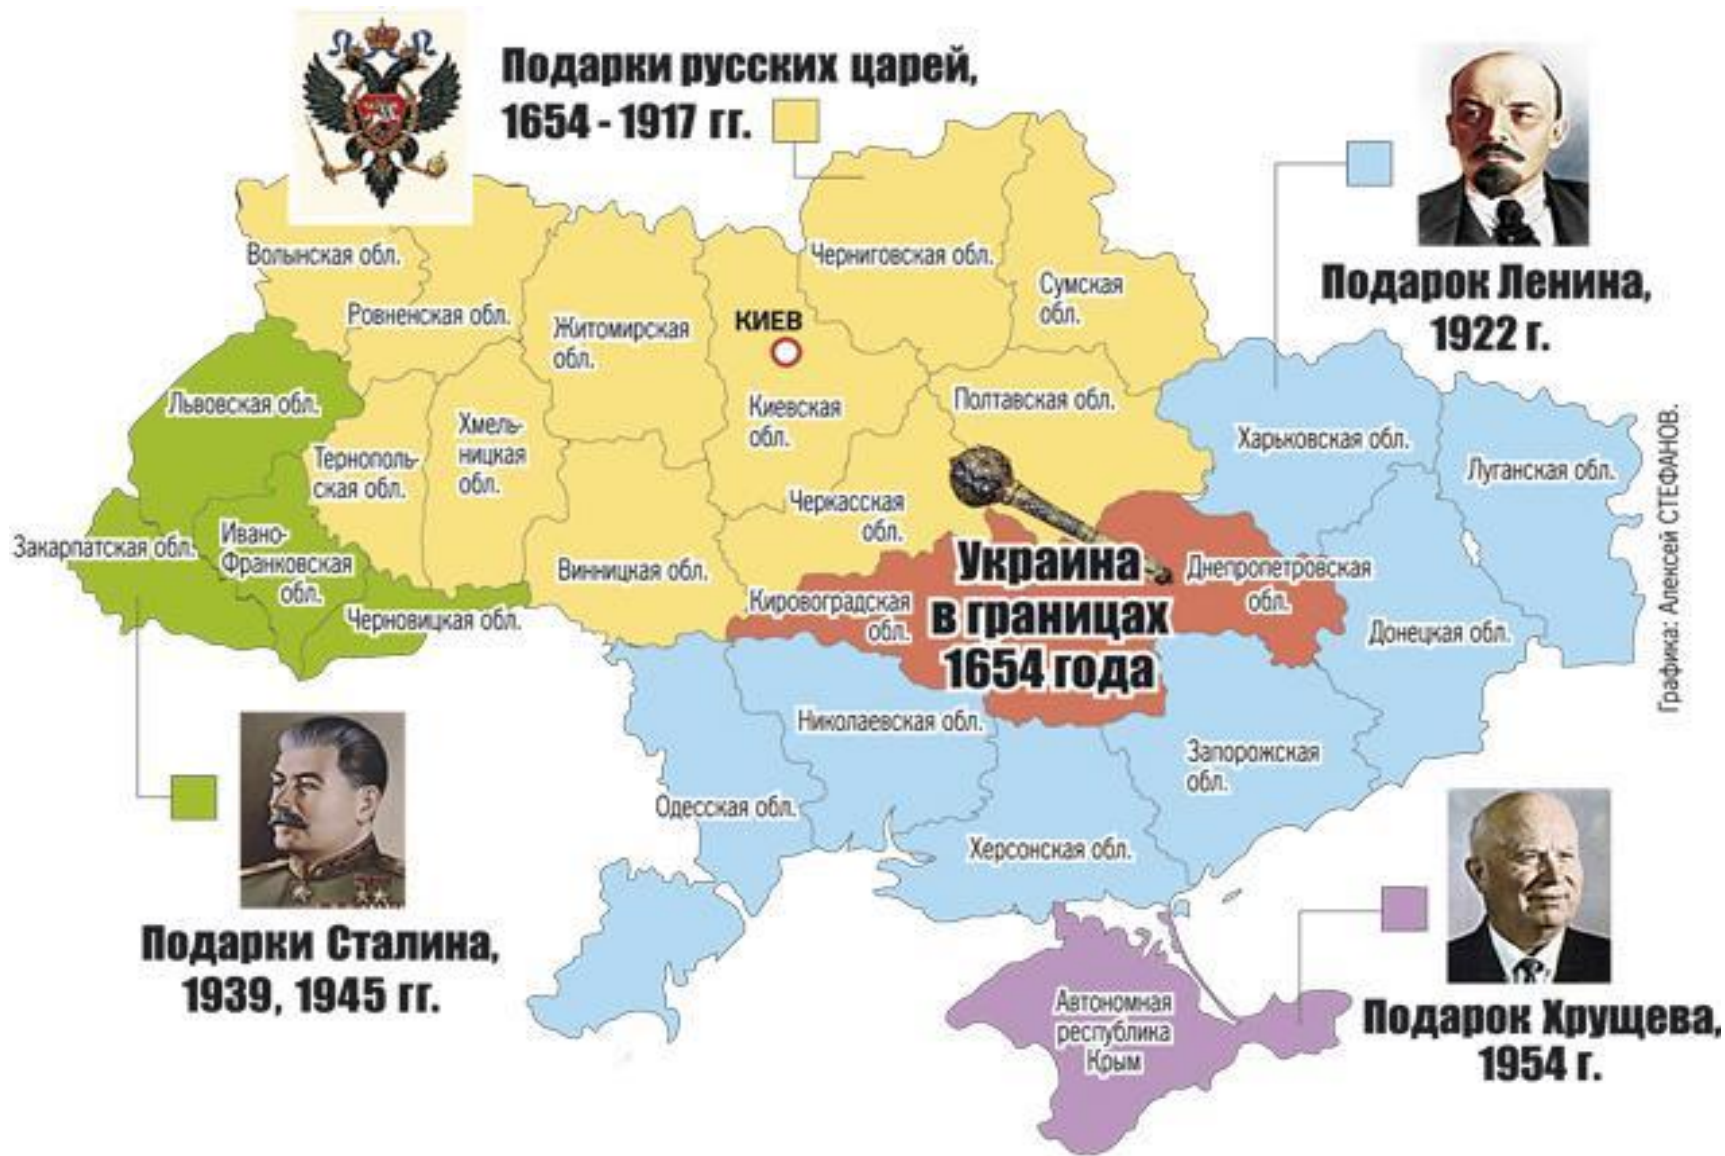 Подарки русских царей,
1654 - 1917 гг.
Подарок Ленина,
1922 г.
Волынская обл.
Ровненская обл.
Житомирская
обл.
КИЕВ
Черниговская обл.
Сумская
обл.
Львовская обл.
Тернополь-
ская обл.
Хмель-
ницкая
обл.
Киевская
обл.
Полтавская обл.
Харьковская обл.
Луганская обл.
Закарпатская обл.
Ивано-
Франковская
обл.
Черновицкая обл.
Винницкая обл.
Черкасская
обл.
Кировоградская
обл.
Украина
в границах
1654 года
Днепропетровская
обл.
Донецкая обл.
Николаевская обл.
Запорожская
обл.
Одесская обл.
Херсонская обл.
Автономная
республика
Крым
Подарки Сталина,
1939, 1945 гг.
Подарок Хрущева,
1954 г.
Графика: Алексей СТЕФАНОВ.